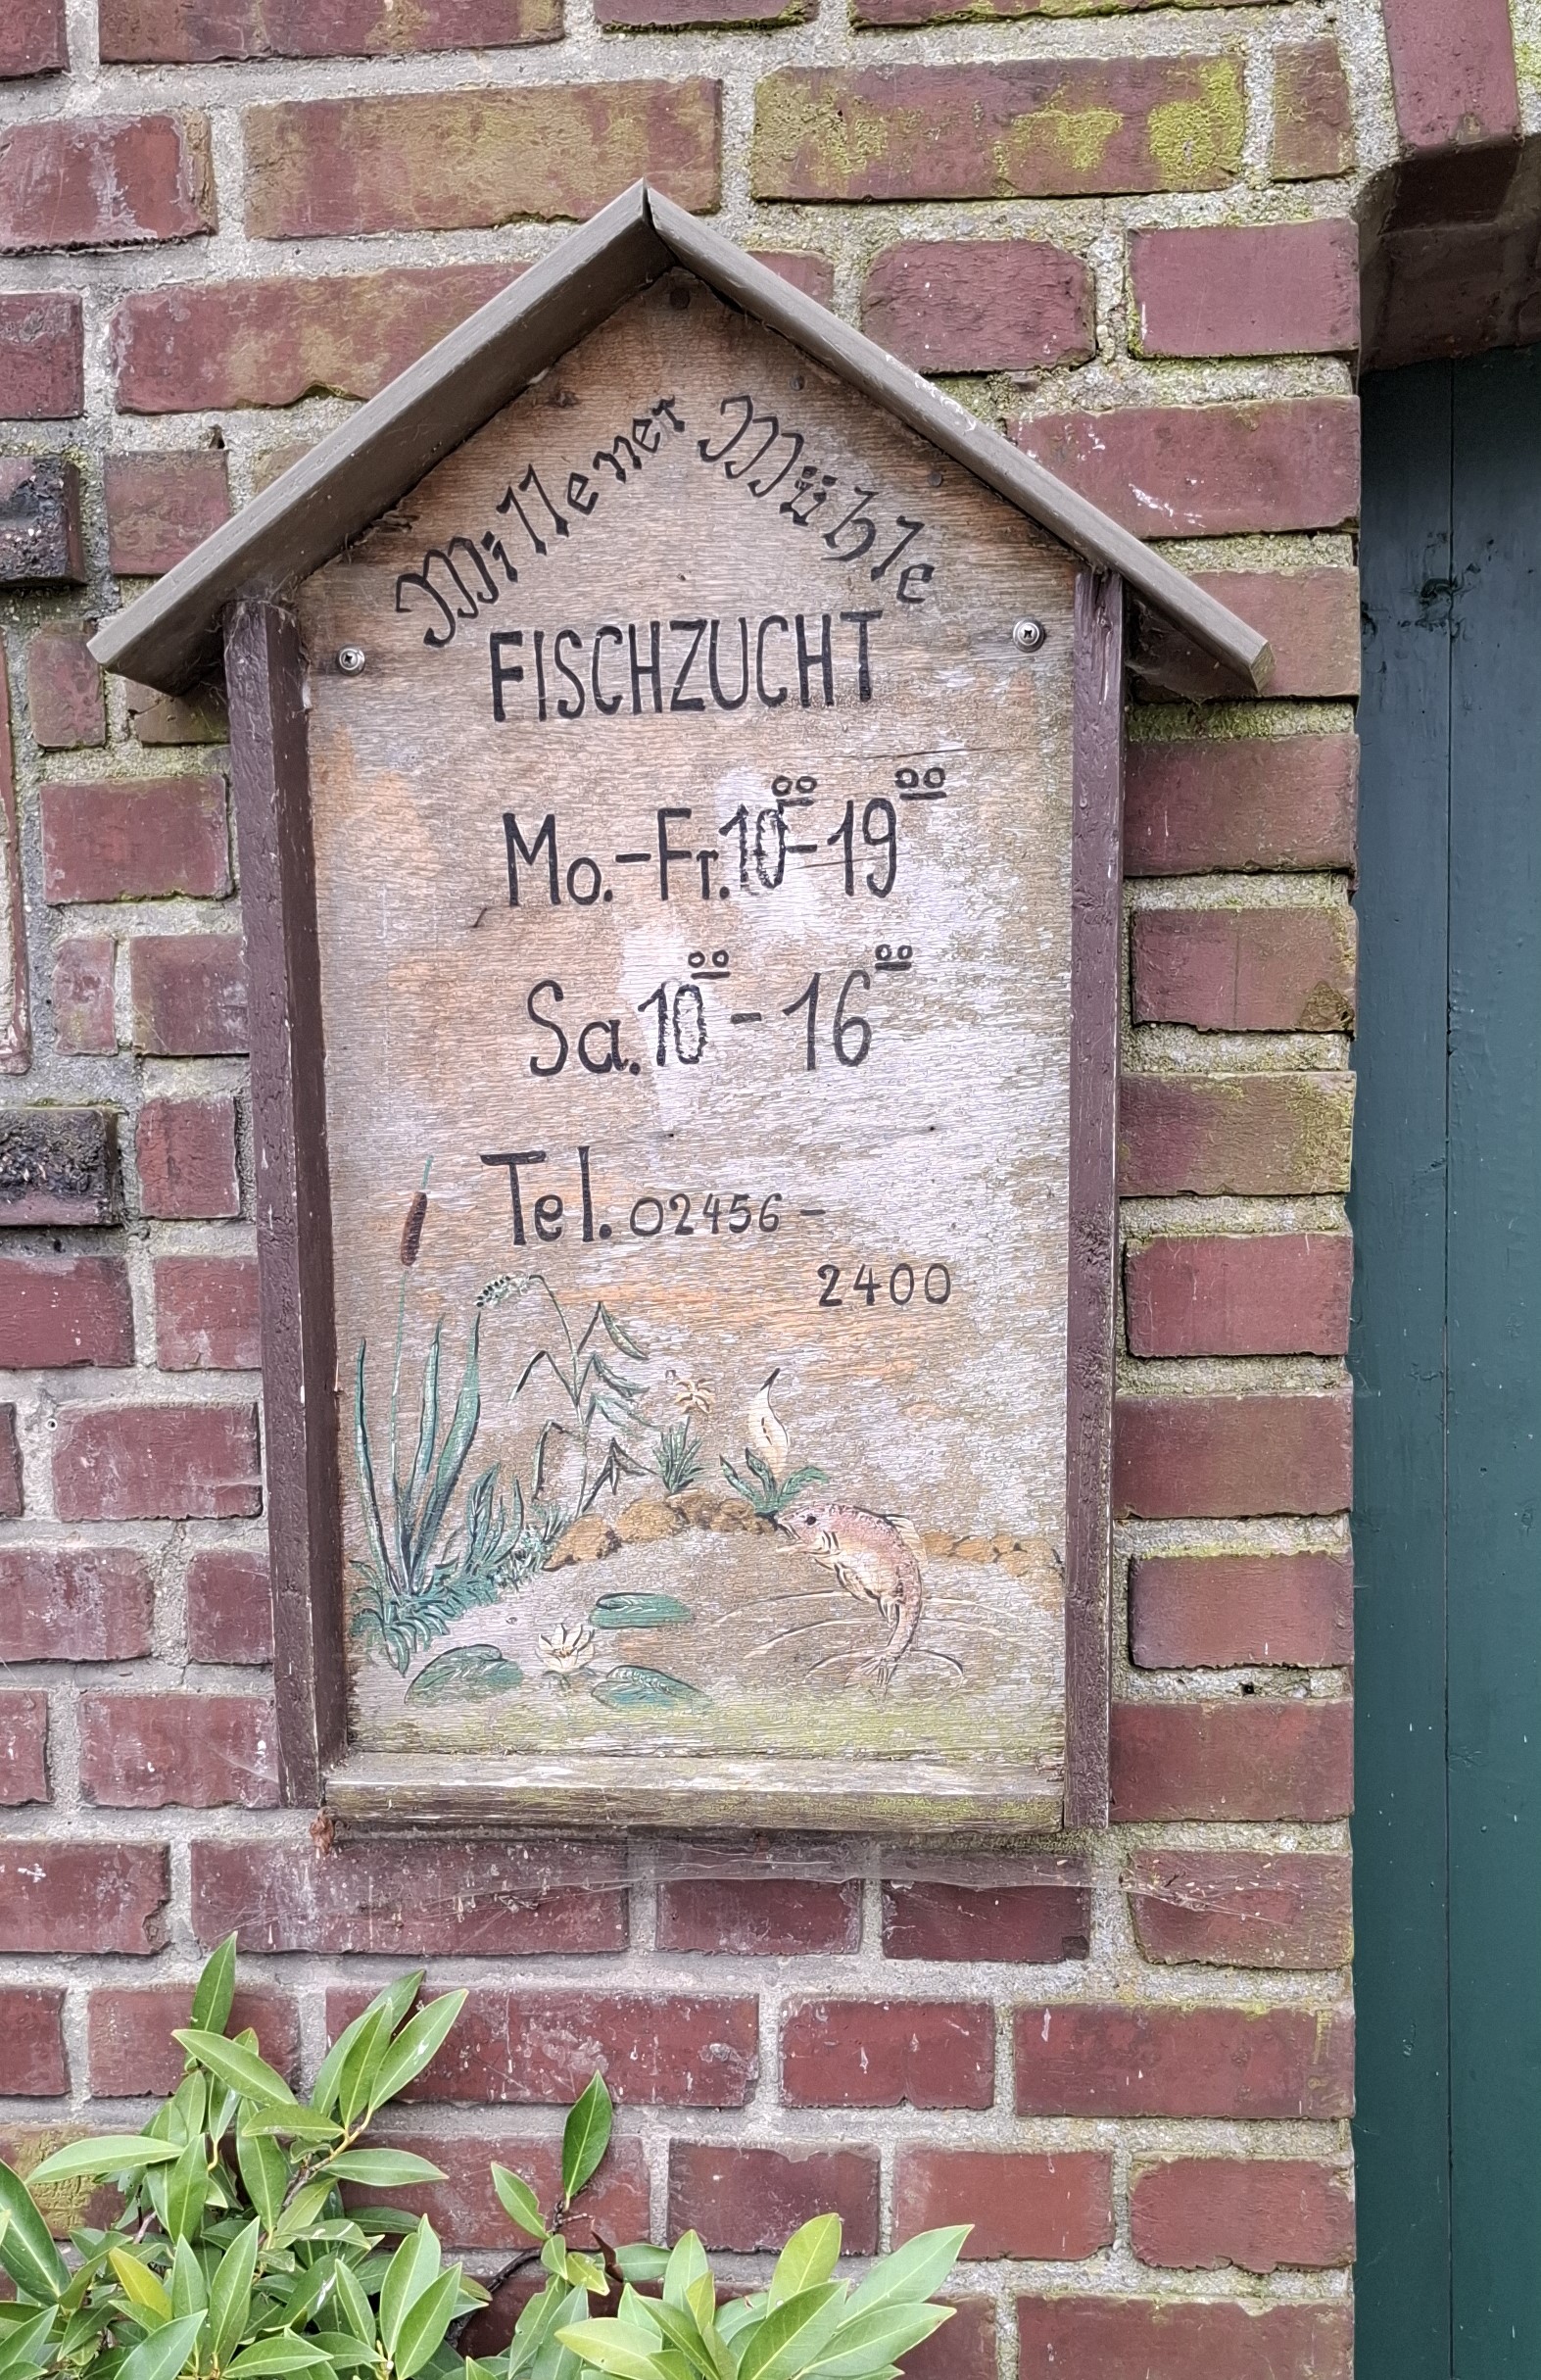 Millener Mühle
FISCHZUCHT
Mo.-Fr. 10⁰⁰-19⁰⁰
Sa. 10⁰⁰-16⁰⁰
Tel. 02456-
2400